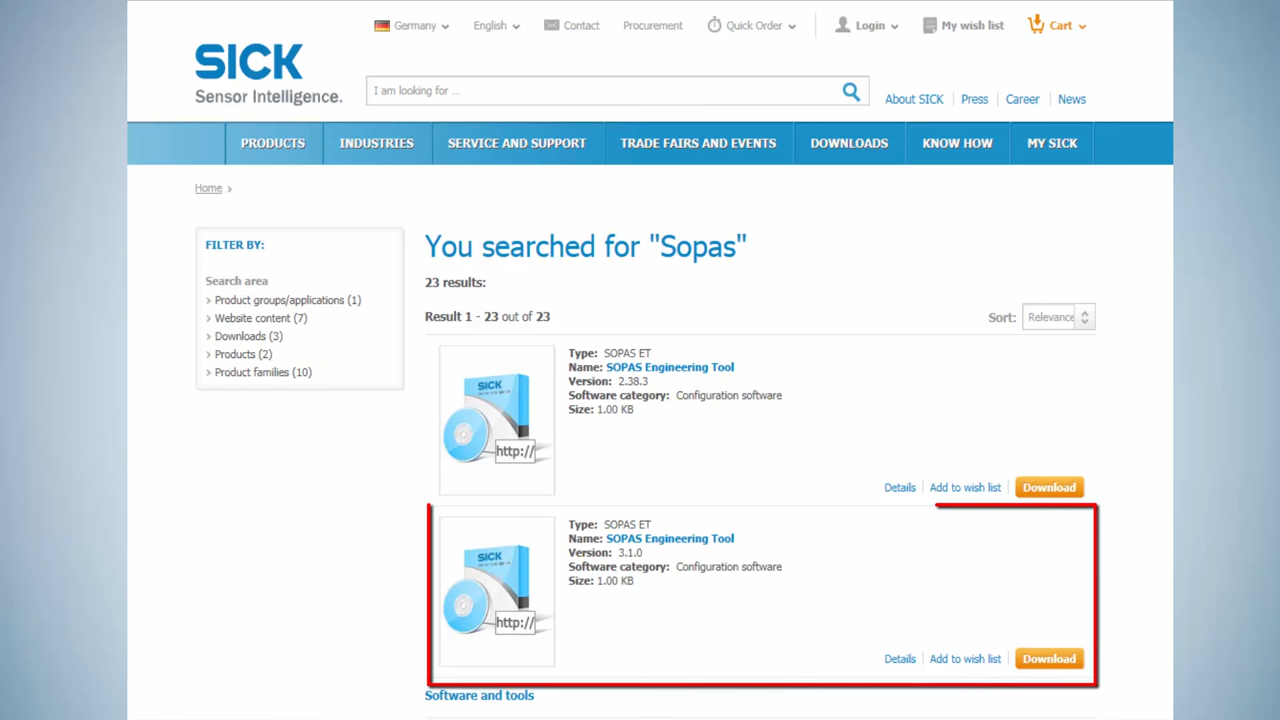 Germany English Contact Procurement Quick Order Login My wish list Cart
SICK
Sensor Intelligence.
I am looking for ...
About SICK Press Career News
PRODUCTS INDUSTRIES SERVICE AND SUPPORT TRADE FAIRS AND EVENTS DOWNLOADS KNOW HOW MY SICK
Home >
FILTER BY:
Search area
> Product groups/applications (1)
> Website content (7)
> Downloads (3)
> Products (2)
> Product families (10)
You searched for "Sopas"
23 results:
Result 1 - 23 out of 23
Sort: Relevance
SICK
http://
Type: SOPAS ET
Name: SOPAS Engineering Tool
Version: 2.38.3
Software category: Configuration software
Size: 1.00 KB
Details Add to wish list Download
SICK
http://
Type: SOPAS ET
Name: SOPAS Engineering Tool
Version: 3.1.0
Software category: Configuration software
Size: 1.00 KB
Details Add to wish list Download
Software and tools